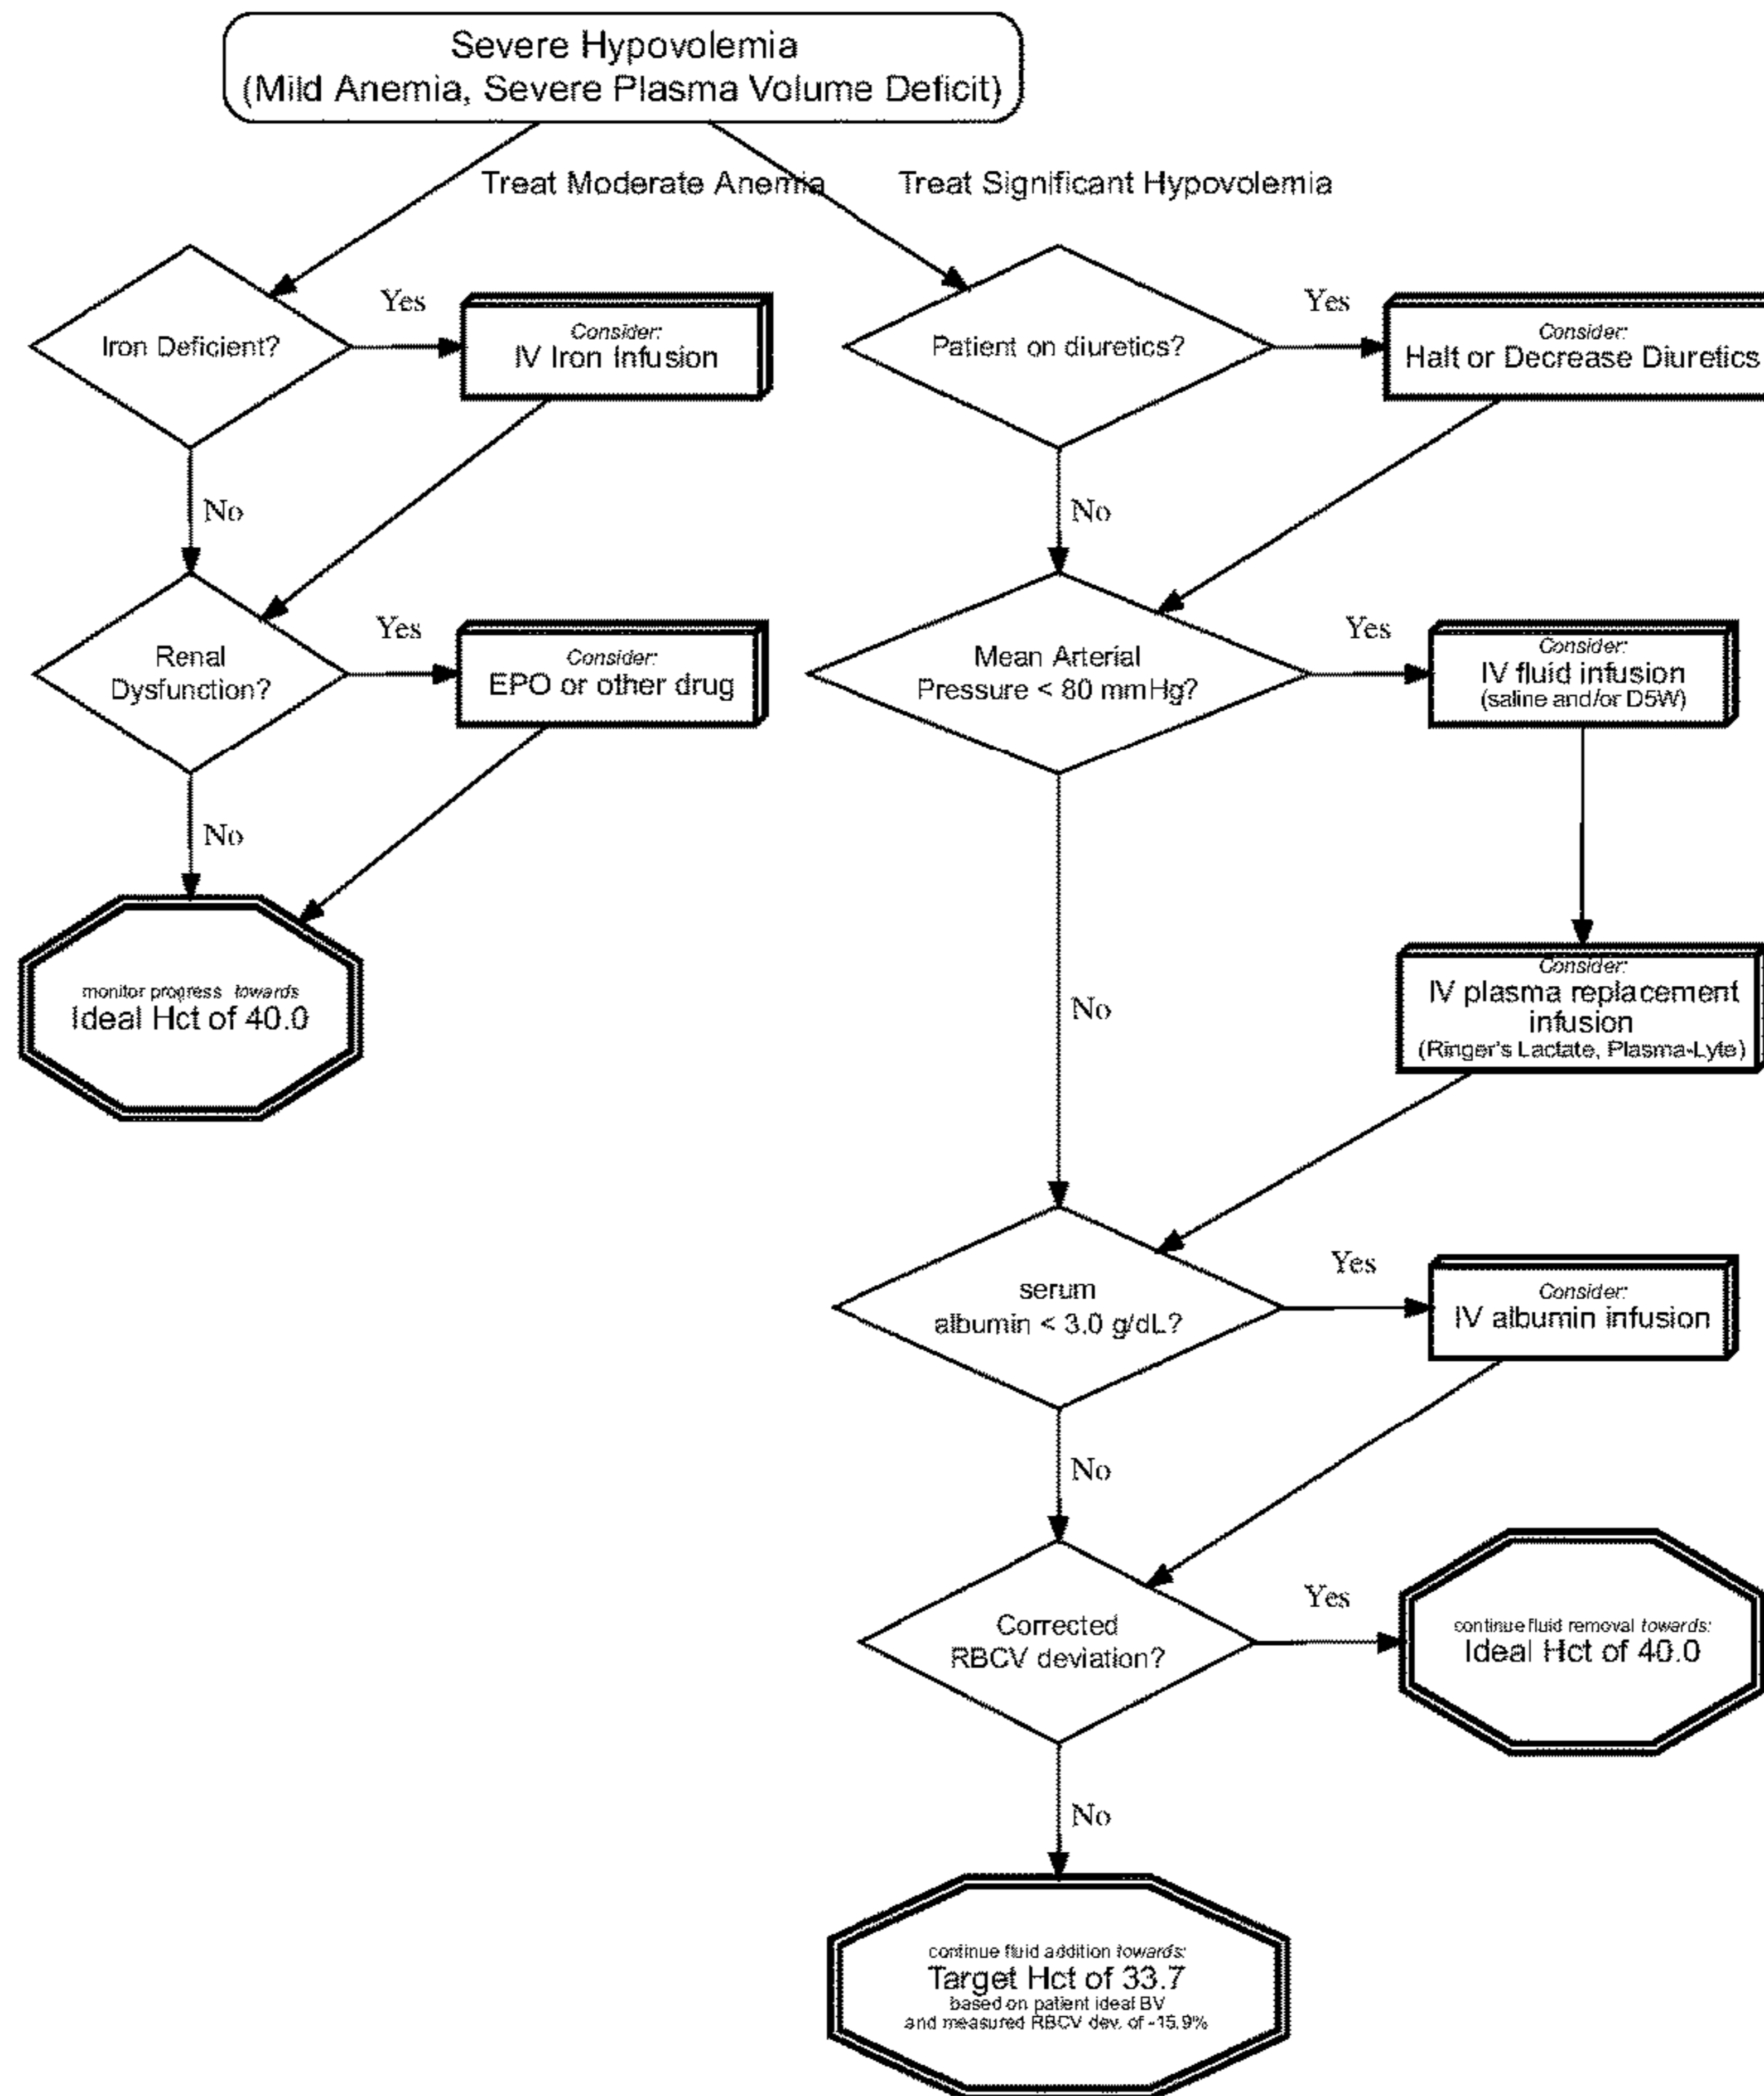 Severe Hypovolemia
(Mild Anemia, Severe Plasma Volume Deficit)
Treat Moderate Anemia
Treat Significant Hypovolemia
Iron Deficient?
Yes
Consider:
IV Iron Infusion
Patient on diuretics?
Yes
Consider:
Halt or Decrease Diuretics
No
No
Renal
Dysfunction?
Yes
Consider:
EPO or other drug
Mean Arterial
Pressure < 80 mmHg?
Yes
Consider:
IV fluid infusion
(saline and/or D5W)
No
monitor progress towards
Ideal Hct of 40.0
No
Consider:
IV plasma replacement
infusion
(Ringer's Lactate, Plasma-Lyte)
serum
albumin < 3.0 g/dL?
Yes
Consider:
IV albumin infusion
No
Corrected
RBCV deviation?
Yes
continue fluid removal towards:
Ideal Hct of 40.0
No
continue fluid addition towards:
Target Hct of 33.7
based on patient ideal BV
and measured RBCV dev. of -15.9%